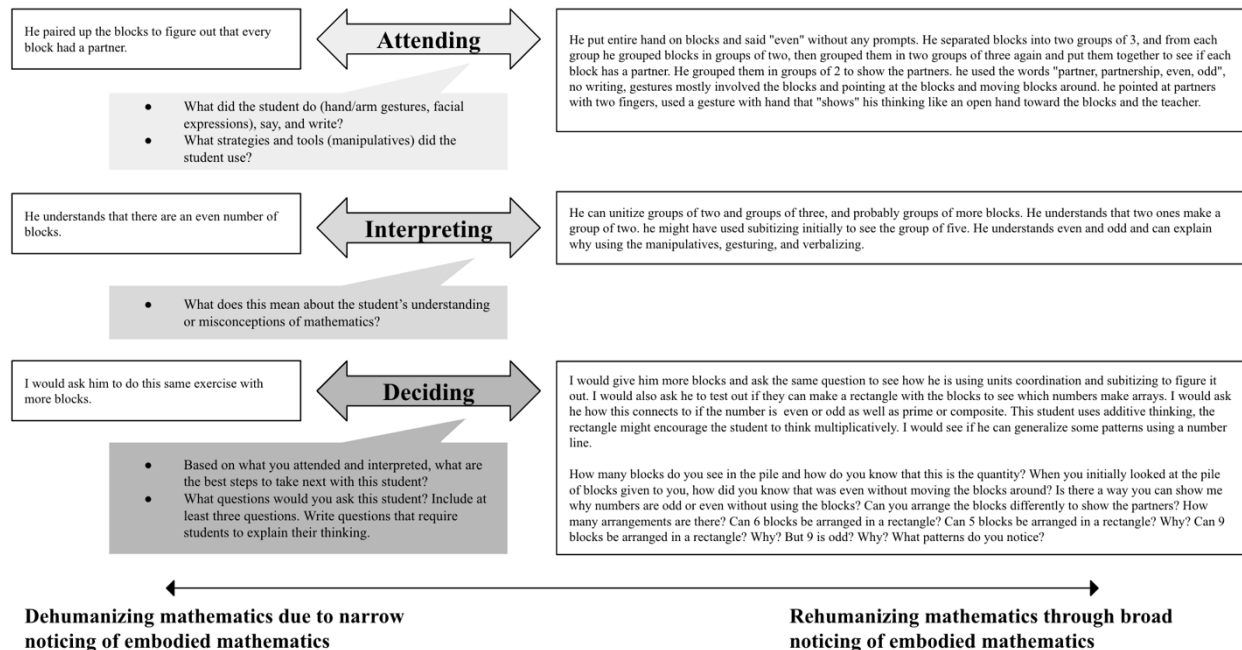 He paired up the blocks to figure out that every
block had a partner.
Attending
He put entire hand on blocks and said "even" without any prompts. He separated blocks into two groups of 3, and from each
group he grouped blocks in groups of two, then grouped them in two groups of three again and put them together to see if each
block has a partner. He grouped them in groups of 2 to show the partners. he used the words "partner, partnership, even, odd",
no writing, gestures mostly involved the blocks and pointing at the blocks and moving blocks around. he pointed at partners
with two fingers, used a gesture with hand that "shows" his thinking like an open hand toward the blocks and the teacher.
● What did the student do (hand/arm gestures, facial
expressions), say, and write?
● What strategies and tools (manipulatives) did the
student use?
He understands that there are an even number of
blocks.
Interpreting
He can unitize groups of two and groups of three, and probably groups of more blocks. He understands that two ones make a
group of two. he might have used subitizing initially to see the group of five. He understands even and odd and can explain
why using the manipulatives, gesturing, and verbalizing.
● What does this mean about the student’s understanding
or misconceptions of mathematics?
I would ask him to do this same exercise with
more blocks.
Deciding
I would give him more blocks and ask the same question to see how he is using units coordination and subitizing to figure it
out. I would also ask he to test out if they can make a rectangle with the blocks to see which numbers make arrays. I would ask
he how this connects to if the number is even or odd as well as prime or composite. This student uses additive thinking, the
rectangle might encourage the student to think multiplicatively. I would see if he can generalize some patterns using a number
line.
How many blocks do you see in the pile and how do you know that this is the quantity? When you initially looked at the pile
of blocks given to you, how did you know that was even without moving the blocks around? Is there a way you can show me
why numbers are odd or even without using the blocks? Can you arrange the blocks differently to show the partners? How
many arrangements are there? Can 6 blocks be arranged in a rectangle? Can 5 blocks be arranged in a rectangle? Why? Can 9
blocks be arranged in a rectangle? Why? But 9 is odd? Why? What patterns do you notice?
● Based on what you attended and interpreted, what are
the best steps to take next with this student?
● What questions would you ask this student? Include at
least three questions. Write questions that require
students to explain their thinking.
Dehumanizing mathematics due to narrow
noticing of embodied mathematics
Rehumanizing mathematics through broad
noticing of embodied mathematics